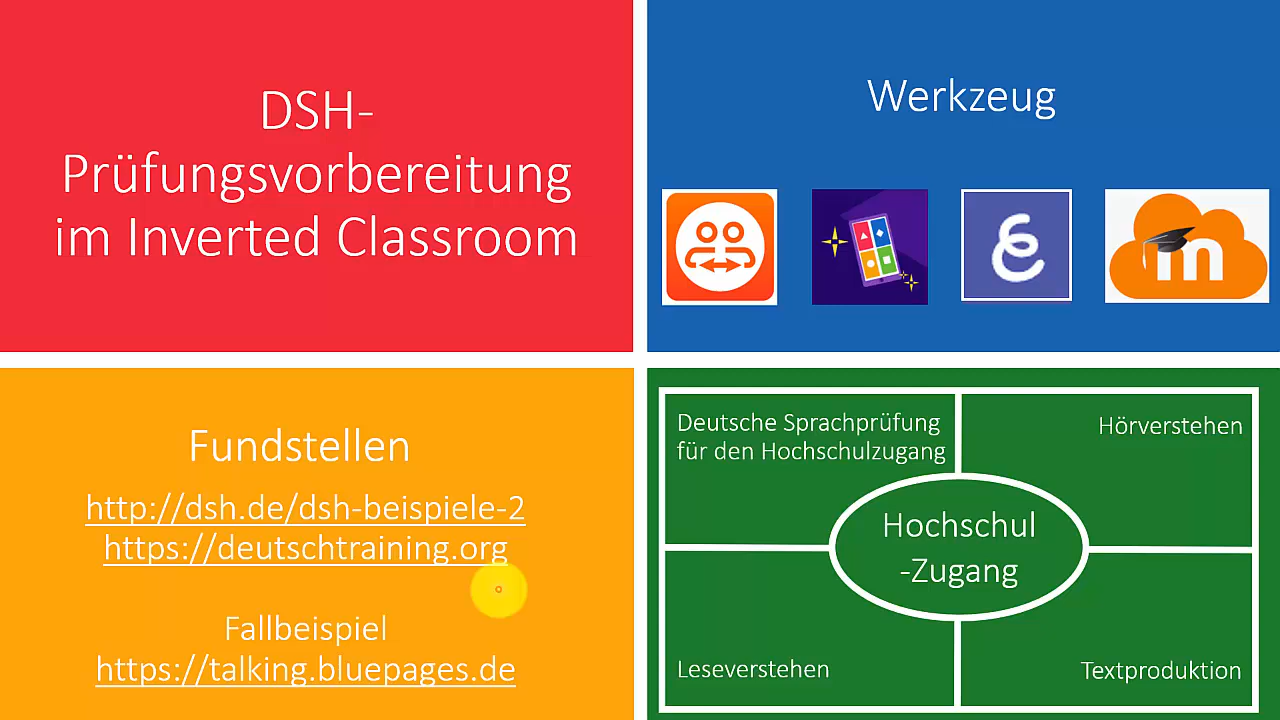 DSH-
Prüfungsvorbereitung
im Inverted Classroom
Werkzeug
m
Fundstellen
http://dsh.de/dsh-beispiele-2
https://deutschtraining.org
Fallbeispiel
https://talking.bluepages.de
Deutsche Sprachprüfung
für den Hochschulzugang
Hörverstehen
Hochschul
-Zugang
Leseverstehen
Textproduktion